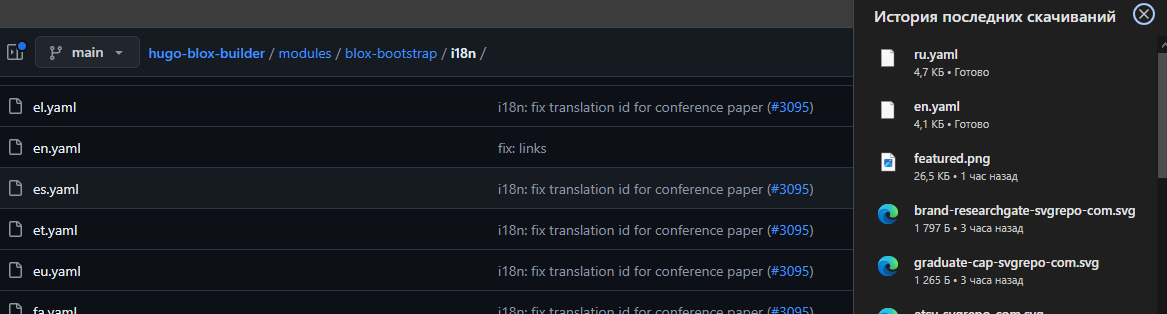 История последних скачиваний
main
hugo-blox-builder / modules / blox-bootstrap / i18n /
el.yaml
i18n: fix translation id for conference paper (#3095)
en.yaml
fix: links
es.yaml
i18n: fix translation id for conference paper (#3095)
et.yaml
i18n: fix translation id for conference paper (#3095)
eu.yaml
i18n: fix translation id for conference paper (#3095)
fa.yaml
i18n: fix translation id for conference paper (#3095)
ru.yaml
4,7 КБ • Готово
en.yaml
4,1 КБ • Готово
featured.png
26,5 КБ • 1 час назад
brand-researchgate-svgrepo-com.svg
1 797 Б • 3 часа назад
graduate-cap-svgrepo-com.svg
1 265 Б • 3 часа назад
etsy-svgrepo-com.svg